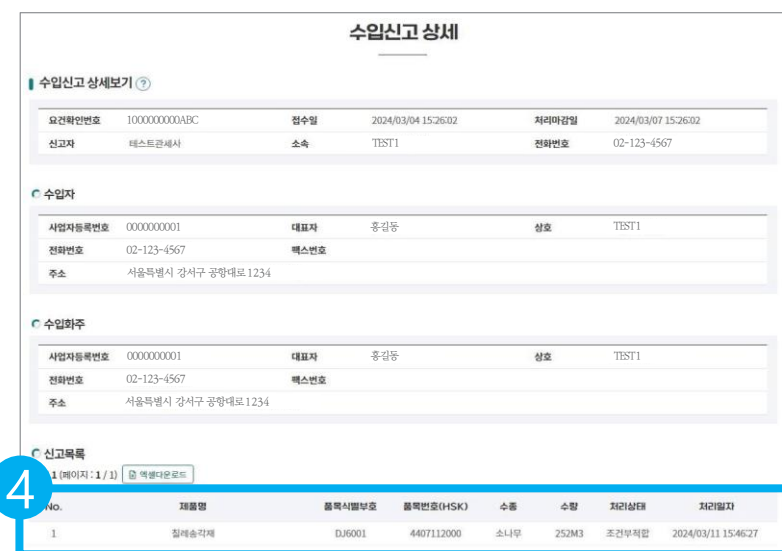 수입신고 상세
수입신고 상세보기 ?
요건확인번호 1000000000ABC 접수일 2024/03/04 15:26:02 처리마감일 2024/03/07 15:26:02
신고자 테스트관세사 소속 TEST1 전화번호 02-123-4567
수입자
사업자등록번호 0000000001 대표자 홍길동 상호 TEST1
전화번호 02-123-4567 팩스번호
주소 서울특별시 강서구 공항대로1234
수입화주
사업자등록번호 0000000001 대표자 홍길동 상호 TEST1
전화번호 02-123-4567 팩스번호
주소 서울특별시 강서구 공항대로1234
신고목록
1 (페이지 : 1 / 1) 엑셀다운로드
4
No. 제품명 품목식별부호 품목번호(HSK) 수종 수량 처리상태 처리일자
1 칠레송각재 DJ6001 4407112000 소나무 252M3 조건부적합 2024/03/11 15:46:27